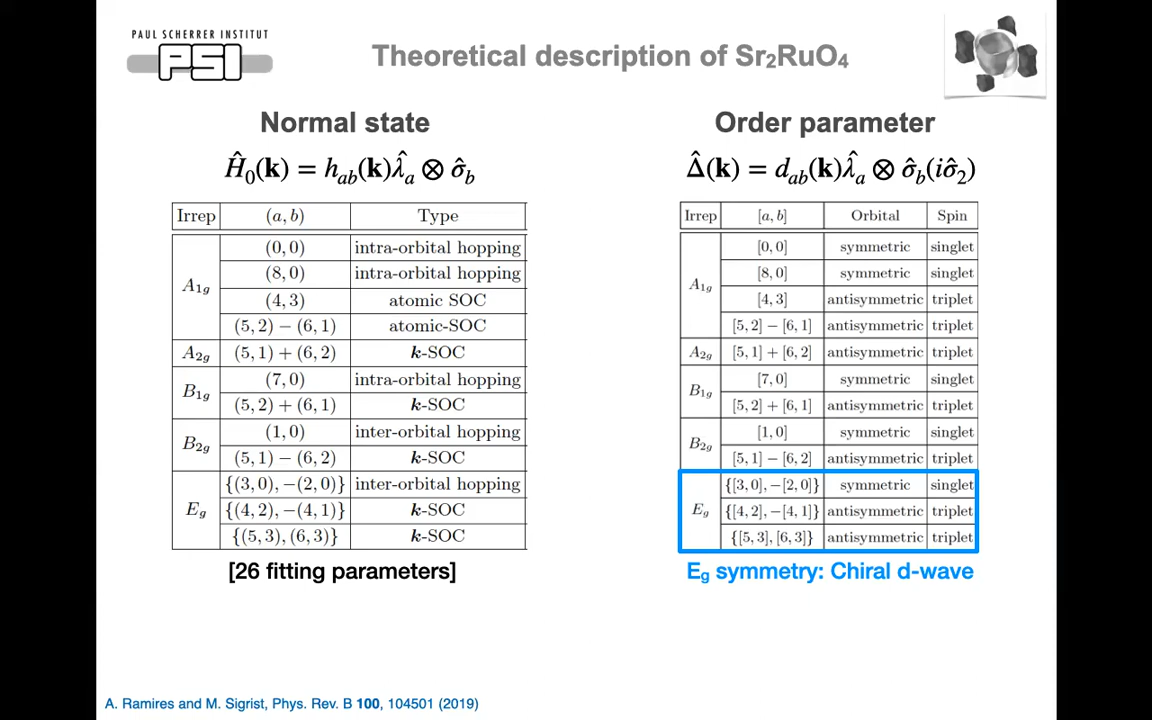 PAUL SCHERRER INSTITUT
PSI
Theoretical description of Sr₂RuO₄
Normal state
Ĥ₀(𝐤) = hₐᵦ(𝐤)λ̂ₐ ⊗ σ̂ᵦ
Irrep (a, b) Type
A₁g (0, 0) intra-orbital hopping
(8, 0) intra-orbital hopping
(4, 3) atomic SOC
(5, 2) − (6, 1) atomic-SOC
A₂g (5, 1) + (6, 2) k-SOC
B₁g (7, 0) intra-orbital hopping
(5, 2) + (6, 1) k-SOC
B₂g (1, 0) inter-orbital hopping
(5, 1) − (6, 2) k-SOC
E_g {(3, 0), −(2, 0)} inter-orbital hopping
{(4, 2), −(4, 1)} k-SOC
{(5, 3), (6, 3)} k-SOC
[26 fitting parameters]
Order parameter
Δ̂(𝐤) = d_ab(𝐤)λ̂ₐ ⊗ σ̂_b(iσ̂₂)
Irrep [a, b] Orbital Spin
A₁g [0, 0] symmetric singlet
[8, 0] symmetric singlet
[4, 3] antisymmetric triplet
[5, 2] − [6, 1] antisymmetric triplet
A₂g [5, 1] + [6, 2] antisymmetric triplet
B₁g [7, 0] symmetric singlet
[5, 2] + [6, 1] antisymmetric triplet
B₂g [1, 0] symmetric singlet
[5, 1] − [6, 2] antisymmetric triplet
E_g {[3, 0], −[2, 0]} symmetric singlet
{[4, 2], −[4, 1]} antisymmetric triplet
{[5, 3], [6, 3]} antisymmetric triplet
E_g symmetry: Chiral d-wave
A. Ramires and M. Sigrist, Phys. Rev. B 100, 104501 (2019)